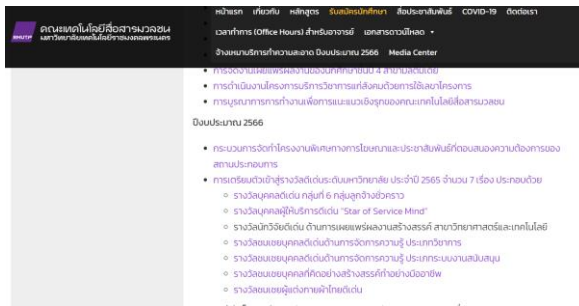 คณะเทคโนโลยีสื่อสารมวลชน
RMUTP
มหาวิทยาลัยเทคโนโลยีราชมงคลพระนคร
หน้าแรก เกี่ยวกับ หลักสูตร รับสมัครนักศึกษา สื่อประชาสัมพันธ์ COVID-19 ติดต่อเรา
เวลาทำการ (Office Hours) สำหรับอาจารย์ เอกสารดาวน์โหลด
จ้างเหมาบริการทำความสะอาด ปีงบประมาณ 2566 Media Center
การจัดงานเผยแพร่ผลงานของนักศึกษาชั้นปี 4 สาขามัลติมีเดีย
การดำเนินงานโครงการบริการวิชาการแก่สังคมด้วยการใช้เลขาโครงการ
การบูรณาการการทำงานเพื่อการแนะแนวเชิงรุกของคณะเทคโนโลยีสื่อสารมวลชน
ปีงบประมาณ 2566
กระบวนการจัดทำโครงงานพิเศษทางการโฆษณาและประชาสัมพันธ์ที่ตอบสนองความต้องการของ
สถานประกอบการ
การเตรียมตัวเข้าสู่รางวัลดีเด่นระดับมหาวิทยาลัย ประจำปี 2565 จำนวน 7 เรื่อง ประกอบด้วย
รางวัลบุคคลดีเด่น กลุ่มที่ 6 กลุ่มลูกจ้างชั่วคราว
รางวัลบุคคลผู้ให้บริการดีเด่น "Star of Service Mind"
รางวัลนักวิจัยดีเด่น ด้านการเผยแพร่ผลงานสร้างสรรค์ สาขาวิทยาศาสตร์และเทคโนโลยี
รางวัลชมเชยบุคคลดีเด่นด้านการจัดการความรู้ ประเภทวิชาการ
รางวัลชมเชยบุคคลดีเด่นด้านการจัดการความรู้ ประเภทระบบงานสนับสนุน
รางวัลชมเชยบุคคลที่คิดอย่างสร้างสรรค์ทำอย่างมืออาชีพ
รางวัลชมเชยผู้แต่งกายผ้าไทยดีเด่น